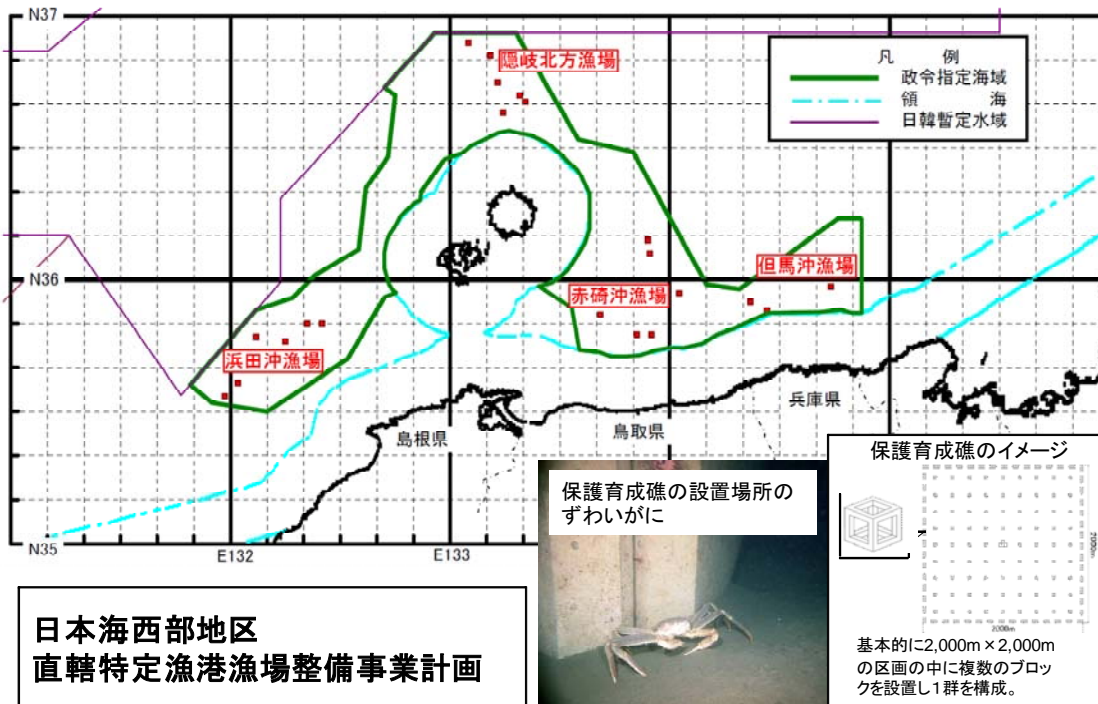 N37
隠岐北方漁場
凡　例
政令指定海域
領　海
日韓暫定水域
N36
但馬沖漁場
赤碕沖漁場
浜田沖漁場
兵庫県
島根県
鳥取県
N35
E132
E133
保護育成礁の設置場所の
ずわいがに
保護育成礁のイメージ
2000m
2000m
基本的に2,000m×2,000m
の区画の中に複数のブロッ
クを設置し1群を構成。
日本海西部地区
直轄特定漁港漁場整備事業計画